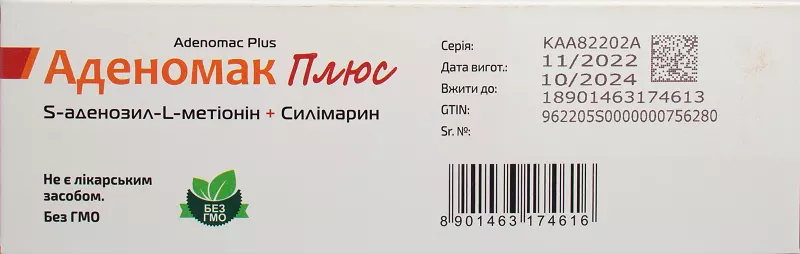 Adenomac Plus
Аденомак Плюс
S-аденозил-L-метіонін + Силімарин
Не є лікарським
засобом.
Без ГМО
БЕЗ
ГМО
Серія: KAA82202A
Дата вигот.: 11/2022
Вжити до: 10/2024
GTIN: 18901463174613
Sr. №: 962205S0000000756280
8 901463 174616